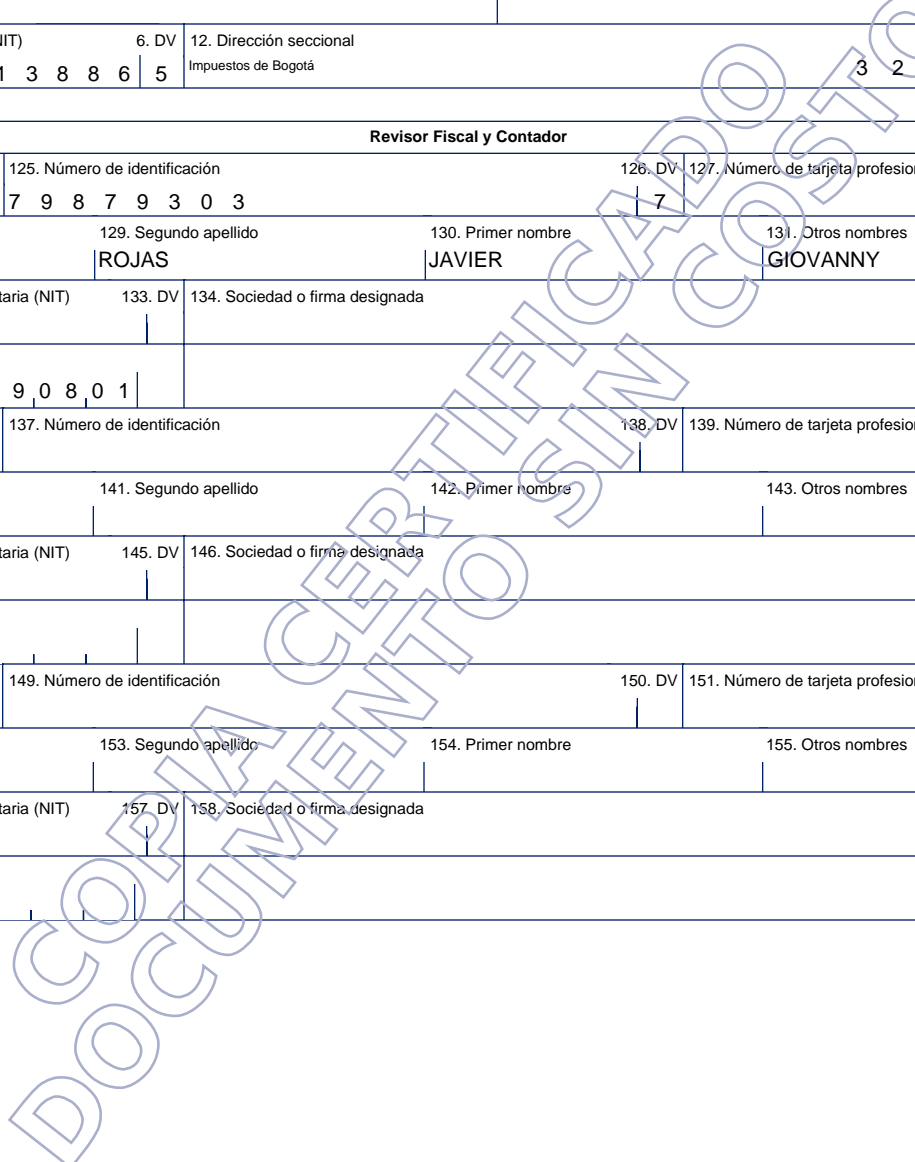 IT) 6. DV 12. Dirección seccional
1 3 8 8 6 5 Impuestos de Bogotá 3 2
Revisor Fiscal y Contador
125. Número de identificación 126. DV 127. Número de tarjeta profesion
7 9 8 7 9 3 0 3 7
129. Segundo apellido 130. Primer nombre 131. Otros nombres
ROJAS JAVIER GIOVANNY
taria (NIT) 133. DV 134. Sociedad o firma designada
9 0 8 0 1
137. Número de identificación 138. DV 139. Número de tarjeta profesion
141. Segundo apellido 142. Primer nombre 143. Otros nombres
taria (NIT) 145. DV 146. Sociedad o firma designada
149. Número de identificación 150. DV 151. Número de tarjeta profesion
153. Segundo apellido 154. Primer nombre 155. Otros nombres
taria (NIT) 157. DV 158. Sociedad o firma designada
COPIA CERTIFICADO
DOCUMENTO SIN COSTO